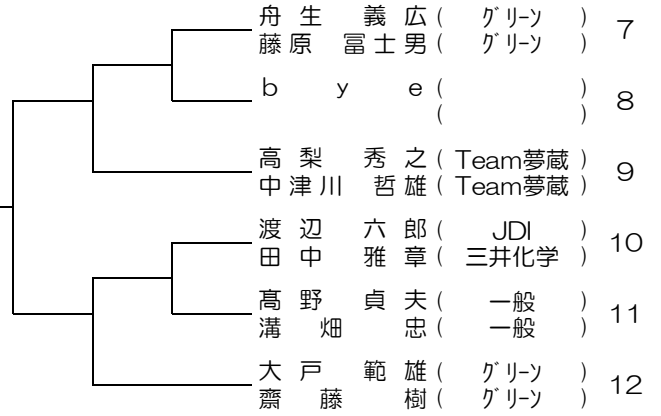 舟生 義広 ( ｸﾞﾘｰﾝ ) 7
藤原 冨士男 ( ｸﾞﾘｰﾝ )
ｂｙｅ ( ) 8
( )
高梨 秀之 ( Team夢蔵 ) 9
中津川 哲雄 ( Team夢蔵 )
渡辺 六郎 ( JDI ) 10
田中 雅章 ( 三井化学 )
髙野 貞夫 ( 一般 ) 11
溝畑 忠 ( 一般 )
大戸 範雄 ( ｸﾞﾘｰﾝ ) 12
齋藤 樹 ( ｸﾞﾘｰﾝ )